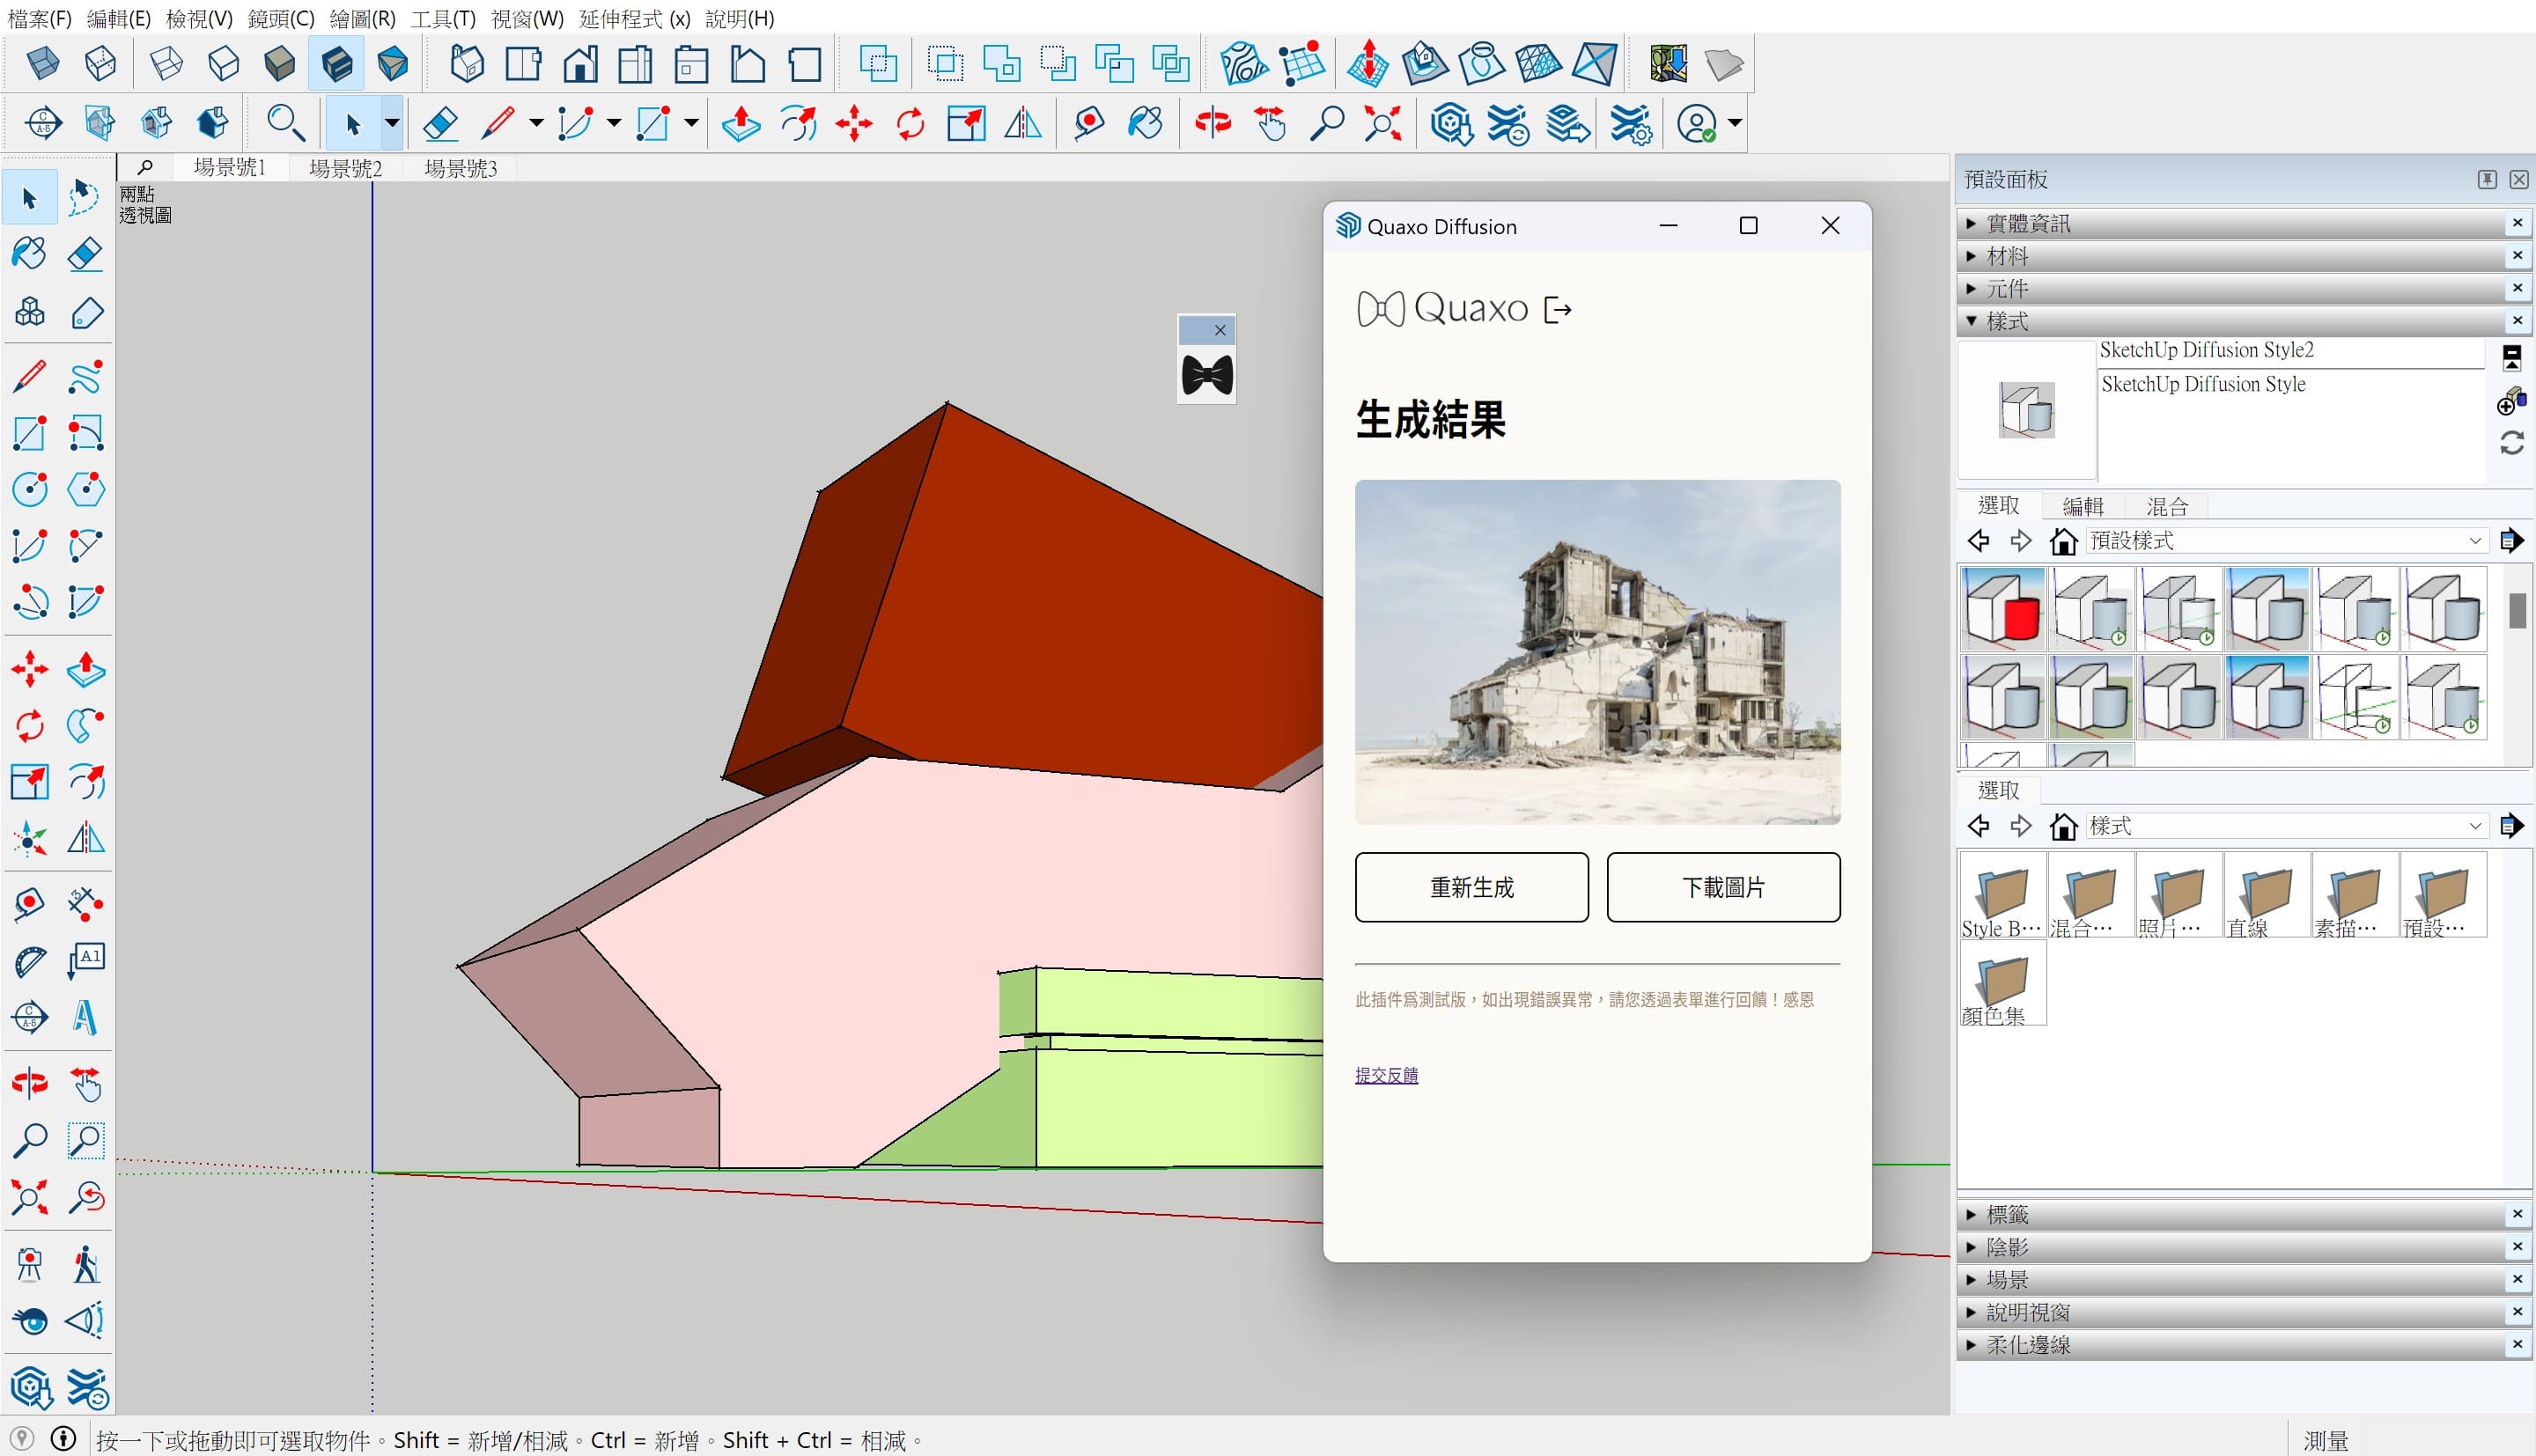 檔案(F) 編輯(E) 檢視(V) 鏡頭(C) 繪圖(R) 工具(T) 視窗(W) 延伸程式 (x) 說明(H)
場景號1 場景號2 場景號3
兩點
透視圖
Quaxo Diffusion
Quaxo
生成結果
重新生成 下載圖片
此插件爲測試版，如出現錯誤異常，請您透過表單進行回饋！感恩
提交反饋
預設面板
實體資訊
材料
元件
樣式
SketchUp Diffusion Style2
SketchUp Diffusion Style
選取 編輯 混合
預設樣式
選取
樣式
Style B⋯ 混合⋯ 照片⋯ 直線 素描⋯ 預設⋯
顏色集
標籤
陰影
場景
說明視窗
柔化邊線
按一下或拖動即可選取物件。Shift = 新增/相減。Ctrl = 新增。Shift + Ctrl = 相減。
測量